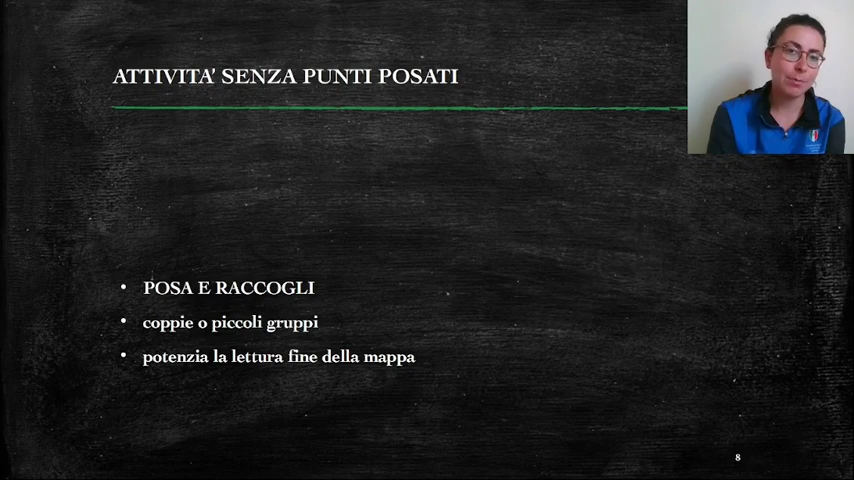 ATTIVITA’ SENZA PUNTI POSATI
• POSA E RACCOGLI
• coppie o piccoli gruppi
• potenzia la lettura fine della mappa
8